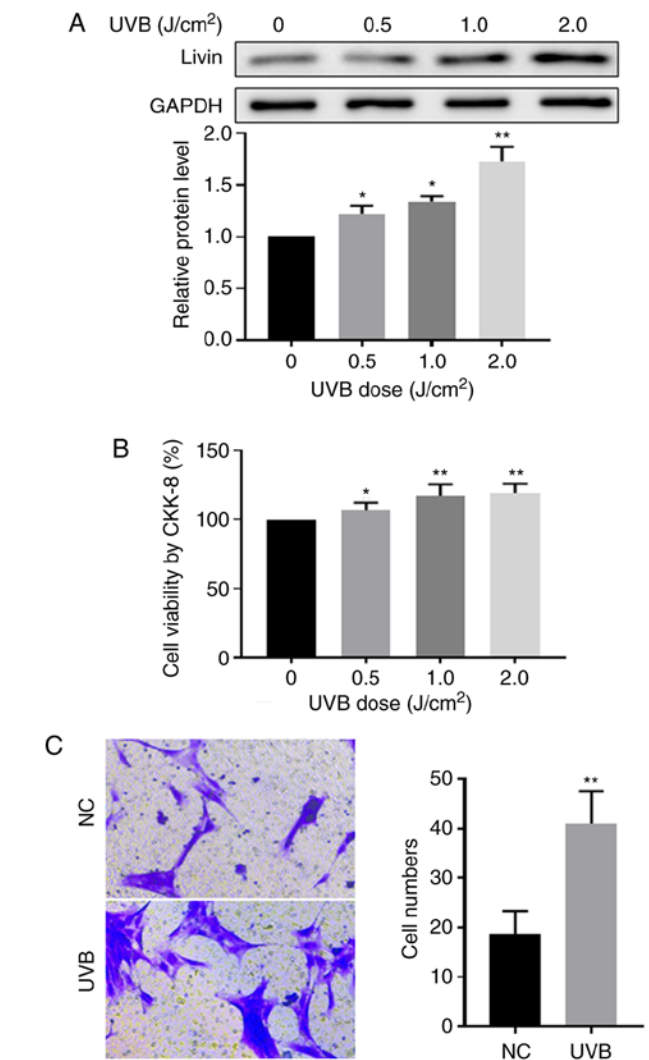 A UVB (J/cm²) 0 0.5 1.0 2.0
Livin
GAPDH
Relative protein level
2.0
1.5
1.0
0.5
0.0
* * **
0 0.5 1.0 2.0
UVB dose (J/cm²)
B
Cell viability by CKK-8 (%)
150
100
50
0
* ** **
0 0.5 1.0 2.0
UVB dose (J/cm²)
C
NC
UVB
Cell numbers
50
40
30
20
10
0
**
NC UVB